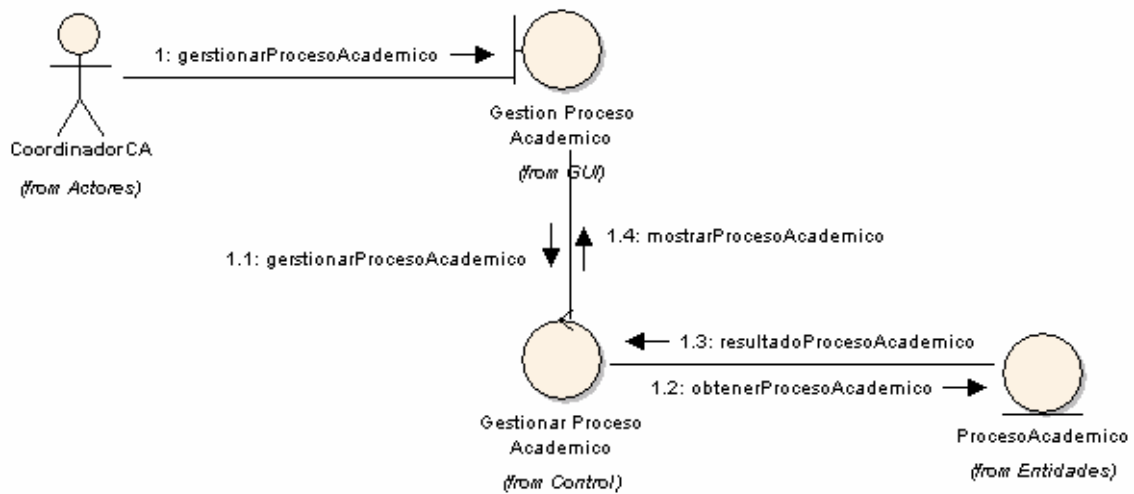 1: gerstionarProcesoAcademico
CoordinadorCA
(from Actores)
Gestion Proceso
Academico
(from GUI)
1.1: gerstionarProcesoAcademico
1.4: mostrarProcesoAcademico
1.3: resultadoProcesoAcademico
1.2: obtenerProcesoAcademico
Gestionar Proceso
Academico
(from Control)
ProcesoAcademico
(from Entidades)